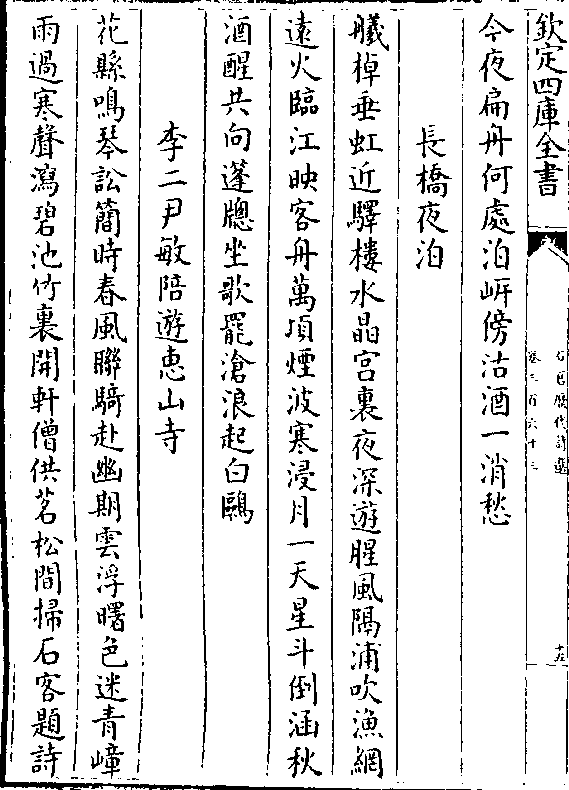 欽定四庫全書
石倉歷代詩選
卷三百六十三
十五
今夜扁舟何處泊岍傍沽酒一消愁
長橋夜泊
艤棹垂虹近驛樓水晶宫裏夜深遊腥風隔浦吹漁網
遠火臨江映客舟萬頃煙波寒浸月一天星斗倒涵秋
酒醒共向蓬牕坐歌罷滄浪起白鷗
李二尹敏陪遊惠山寺
花縣鳴琴訟簡時春風聯騎赴幽期雲浮曙色迷青嶂
雨過寒聲瀉碧池竹裏開軒僧供茗松間掃石客題詩